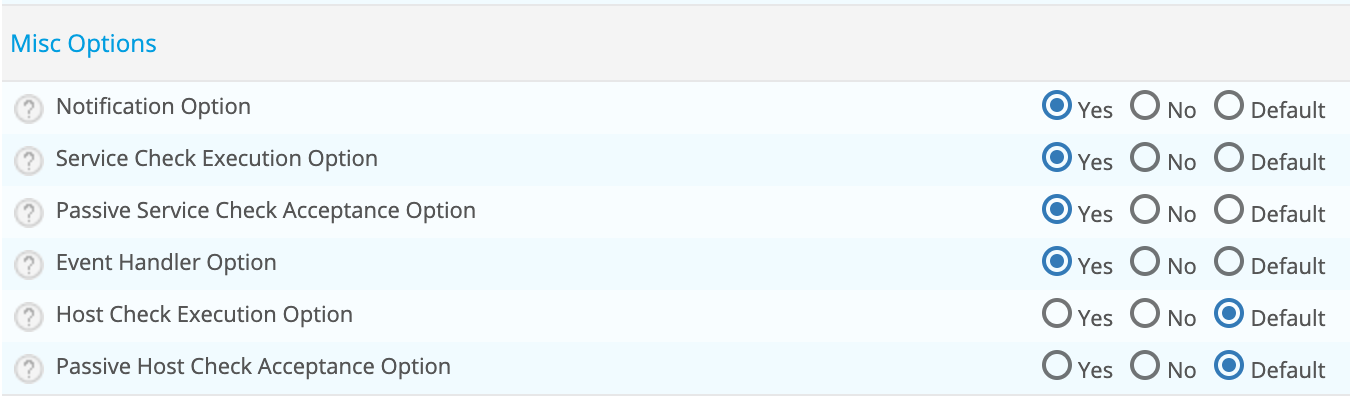 Misc Options
? Notification Option Yes No Default
? Service Check Execution Option Yes No Default
? Passive Service Check Acceptance Option Yes No Default
? Event Handler Option Yes No Default
? Host Check Execution Option Yes No Default
? Passive Host Check Acceptance Option Yes No Default